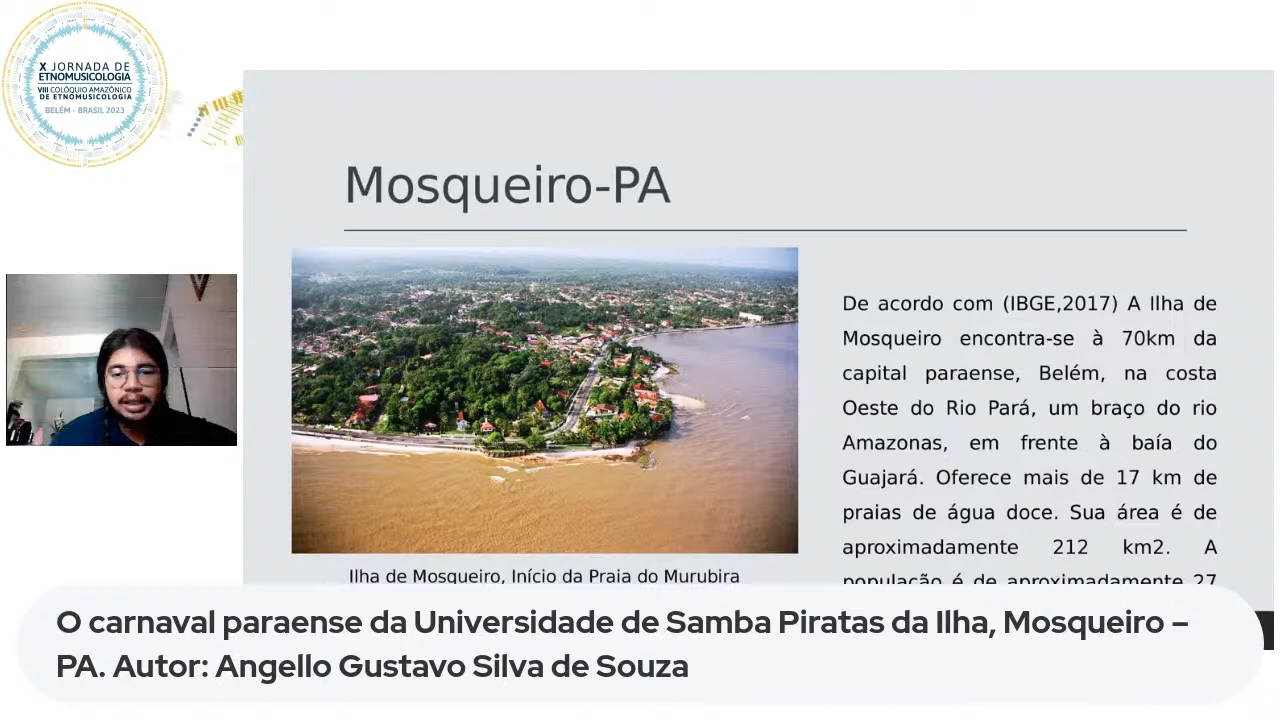 X JORNADA DE
ETNOMUSICOLOGIA
VIII COLÓQUIO AMAZÔNICO
DE ETNOMUSICOLOGIA
BELÉM - BRASIL 2023
Mosqueiro-PA
De acordo com (IBGE,2017) A Ilha de
Mosqueiro encontra-se à 70km da
capital paraense, Belém, na costa
Oeste do Rio Pará, um braço do rio
Amazonas, em frente à baía do
Guajará. Oferece mais de 17 km de
praias de água doce. Sua área é de
aproximadamente 212 km2. A
população é de aproximadamente 27
Ilha de Mosqueiro, Início da Praia do Murubira
O carnaval paraense da Universidade de Samba Piratas da Ilha, Mosqueiro –
PA. Autor: Angello Gustavo Silva de Souza